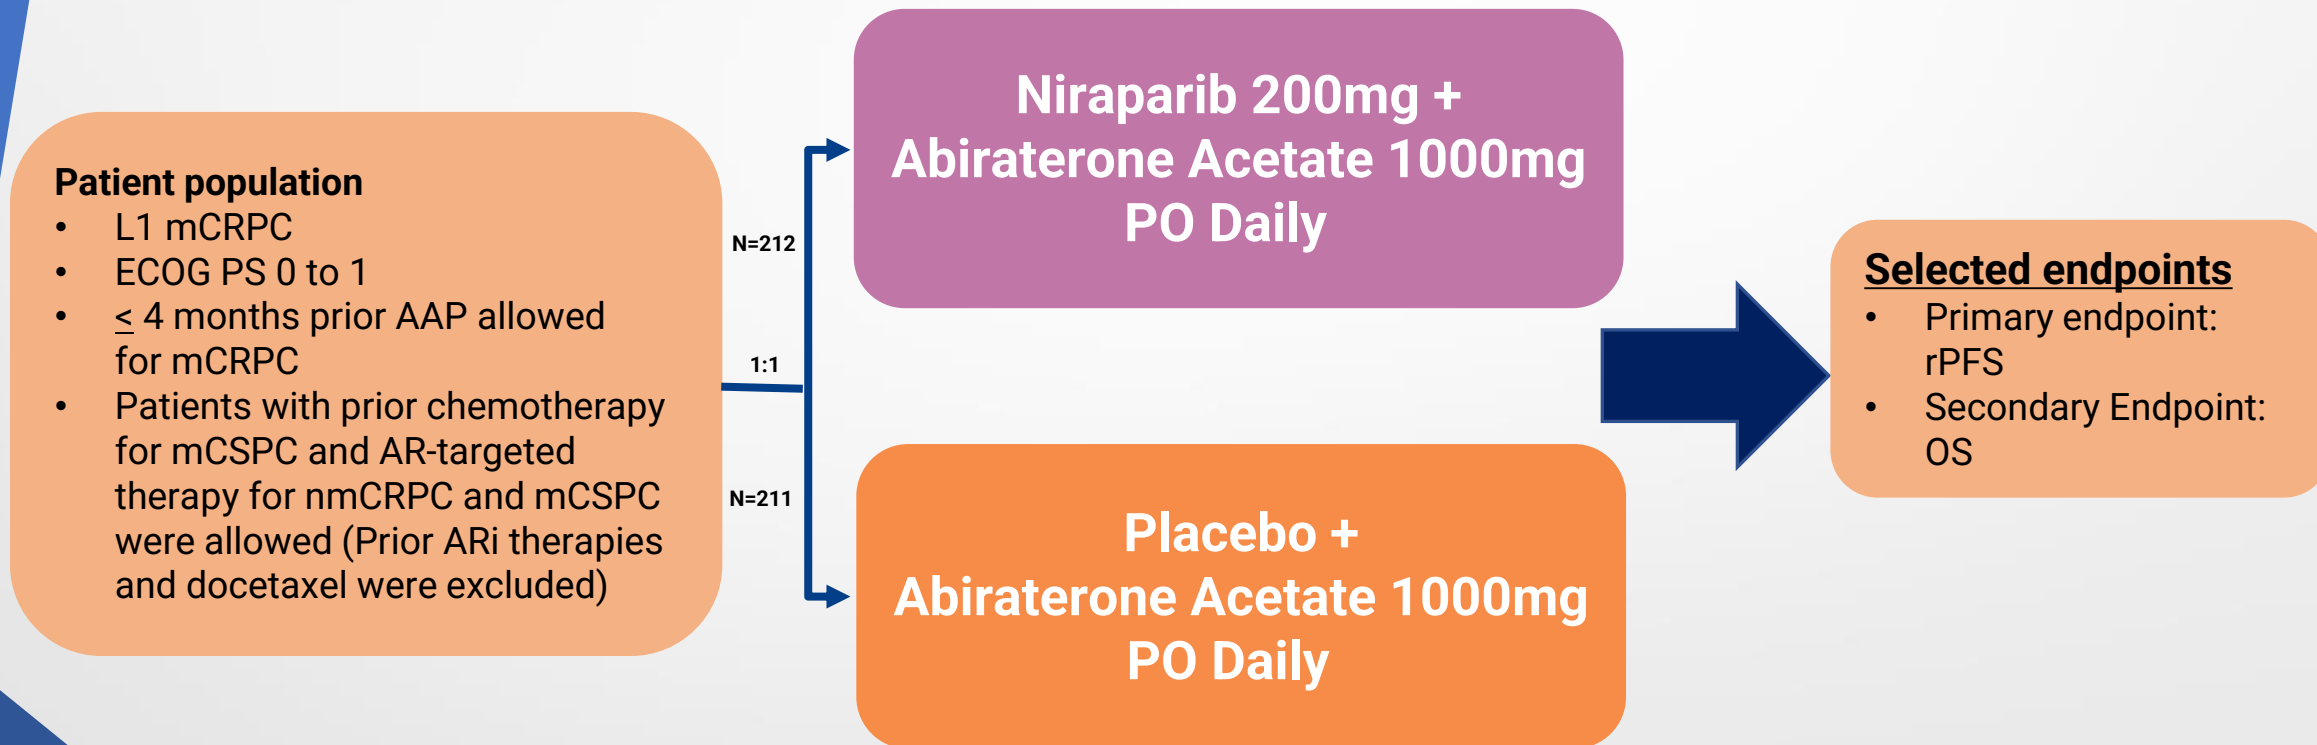 Patient population
• L1 mCRPC
• ECOG PS 0 to 1
• < 4 months prior AAP allowed
for mCRPC
• Patients with prior chemotherapy
for mCSPC and AR-targeted
therapy for nmCRPC and mCSPC
were allowed (Prior ARi therapies
and docetaxel were excluded)
N=212
1:1
N=211
Niraparib 200mg +
Abiraterone Acetate 1000mg
PO Daily
Placebo +
Abiraterone Acetate 1000mg
PO Daily
Selected endpoints
• Primary endpoint:
rPFS
• Secondary Endpoint:
OS